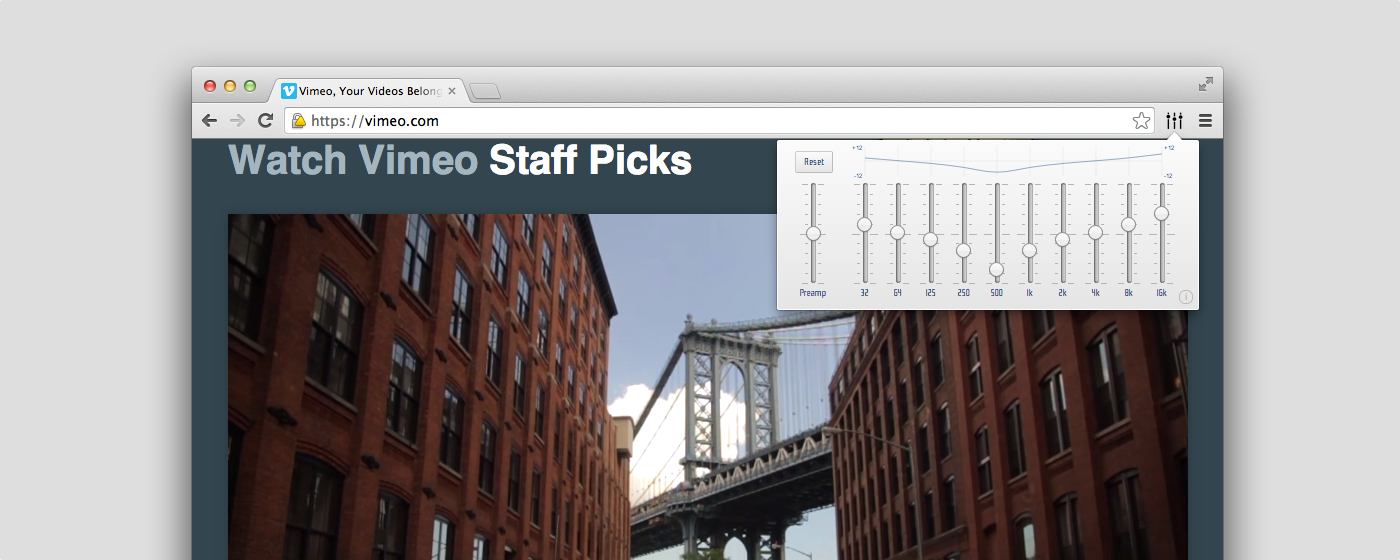 Vimeo, Your Videos Belong
https://vimeo.com
Watch Vimeo Staff Picks
Reset
+12
-12
+12
-12
Preamp
32
64
125
250
500
1k
2k
4k
8k
16k